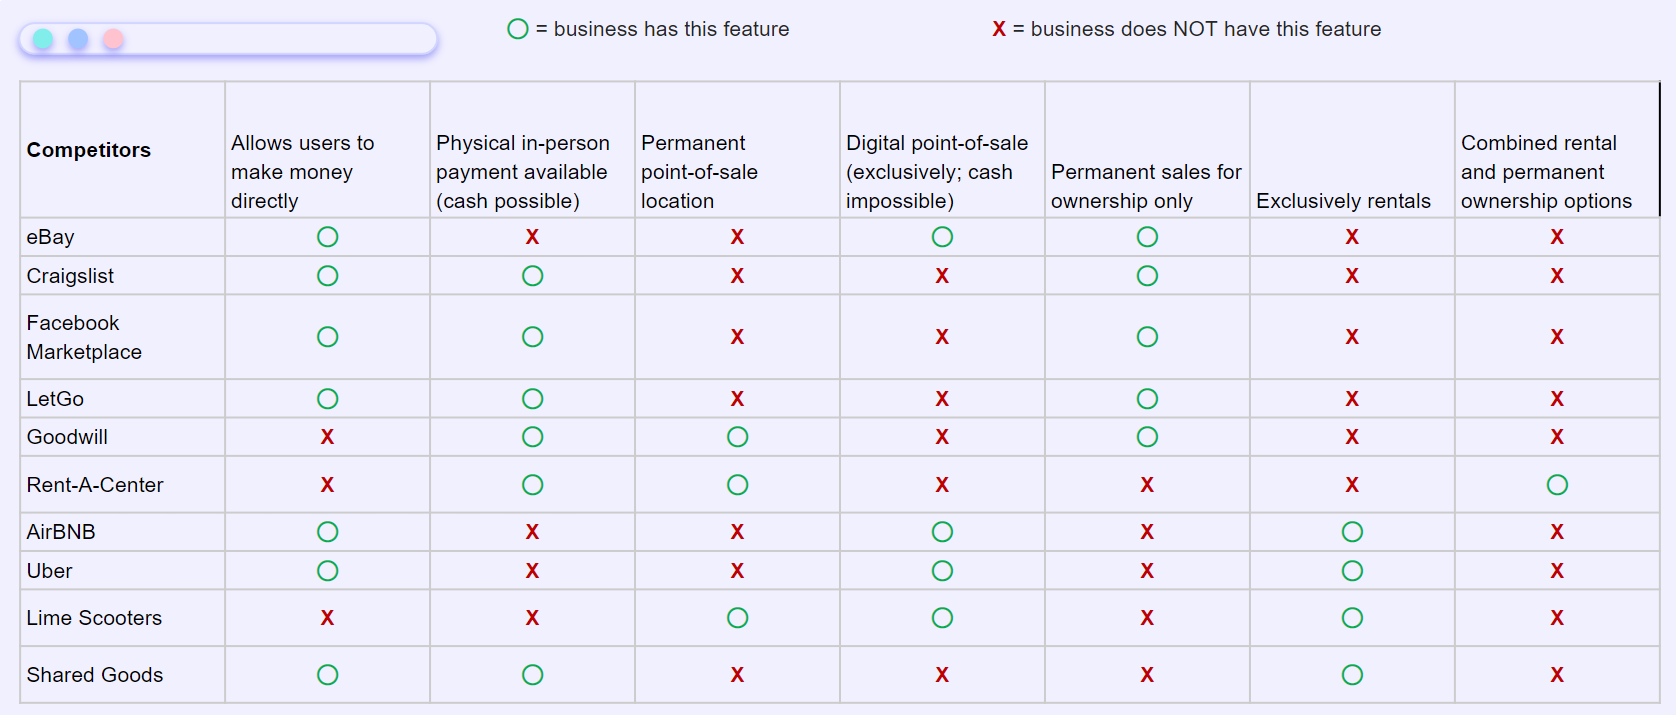 ◯ = business has this feature
X = business does NOT have this feature
Competitors
Allows users to
make money
directly
Physical in-person
payment available
(cash possible)
Permanent
point-of-sale
location
Digital point-of-sale
(exclusively; cash
impossible)
Permanent sales for
ownership only
Exclusively rentals
Combined rental
and permanent
ownership options
eBay ◯ X X ◯ ◯ X X
Craigslist ◯ ◯ X X ◯ X X
Facebook
Marketplace ◯ ◯ X X ◯ X X
LetGo ◯ ◯ X X ◯ X X
Goodwill X ◯ ◯ X ◯ X X
Rent-A-Center X ◯ ◯ X X X ◯
AirBNB ◯ X X ◯ X ◯ X
Uber ◯ X X ◯ X ◯ X
Lime Scooters X X ◯ ◯ X ◯ X
Shared Goods ◯ ◯ X X X ◯ X